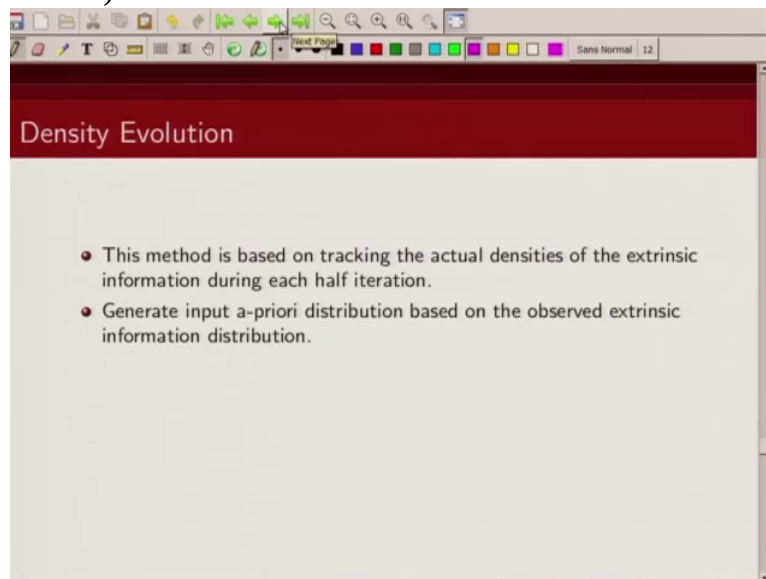 T
Next Page
Sans Normal 12
Density Evolution
This method is based on tracking the actual densities of the extrinsic
information during each half iteration.
Generate input a-priori distribution based on the observed extrinsic
information distribution.